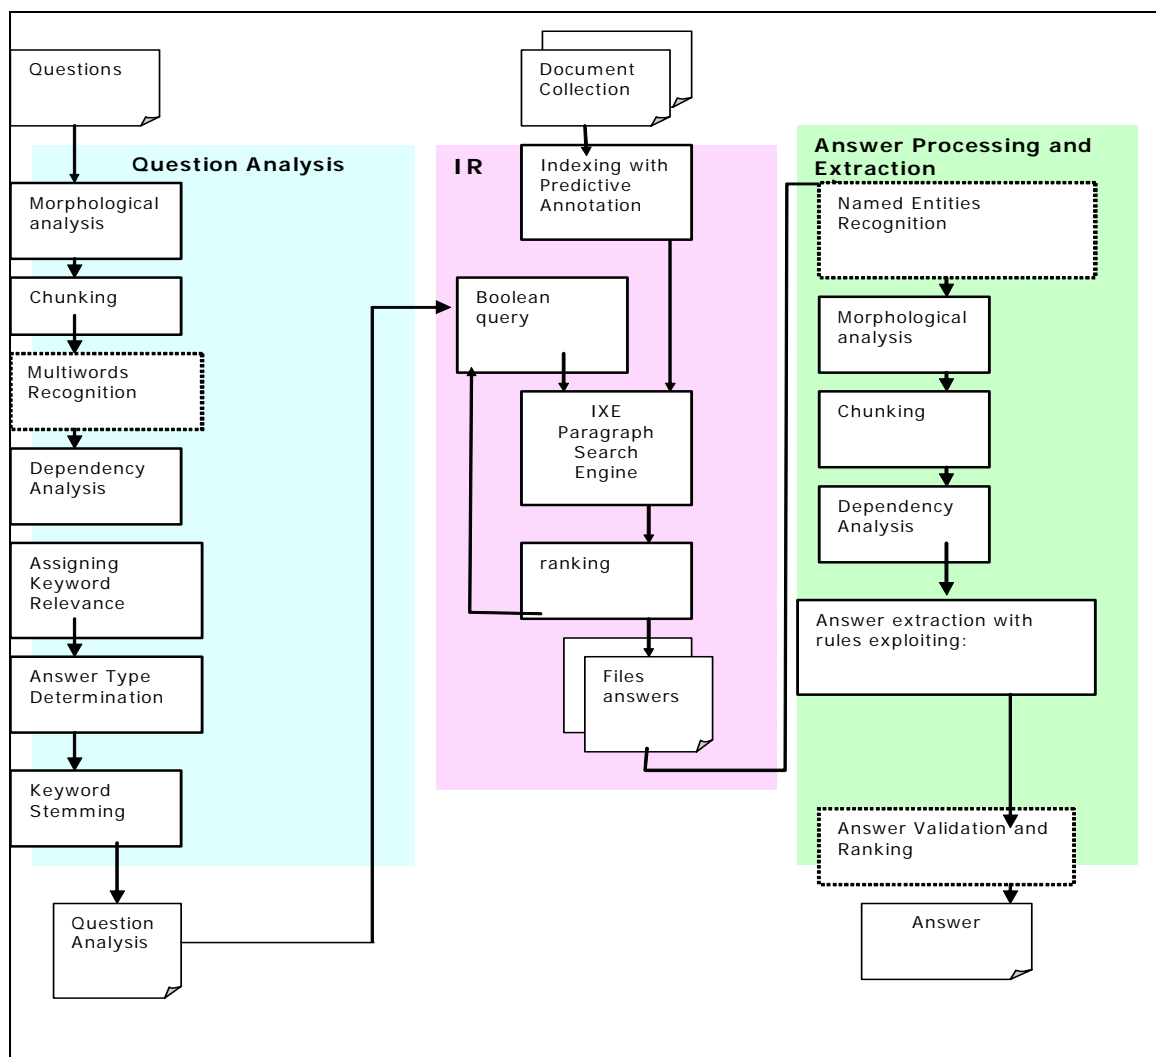 Questions
Question Analysis
Morphological
analysis
Chunking
Multiwords
Recognition
Dependency
Analysis
Assigning
Keyword
Relevance
Answer Type
Determination
Keyword
Stemming
Question
Analysis
Document
Collection
IR
Indexing with
Predictive
Annotation
Boolean
query
IXE
Paragraph
Search
Engine
ranking
Files
answers
Answer Processing and
Extraction
Named Entities
Recognition
Morphological
analysis
Chunking
Dependency
Analysis
Answer extraction with
rules exploiting:
Answer Validation and
Ranking
Answer